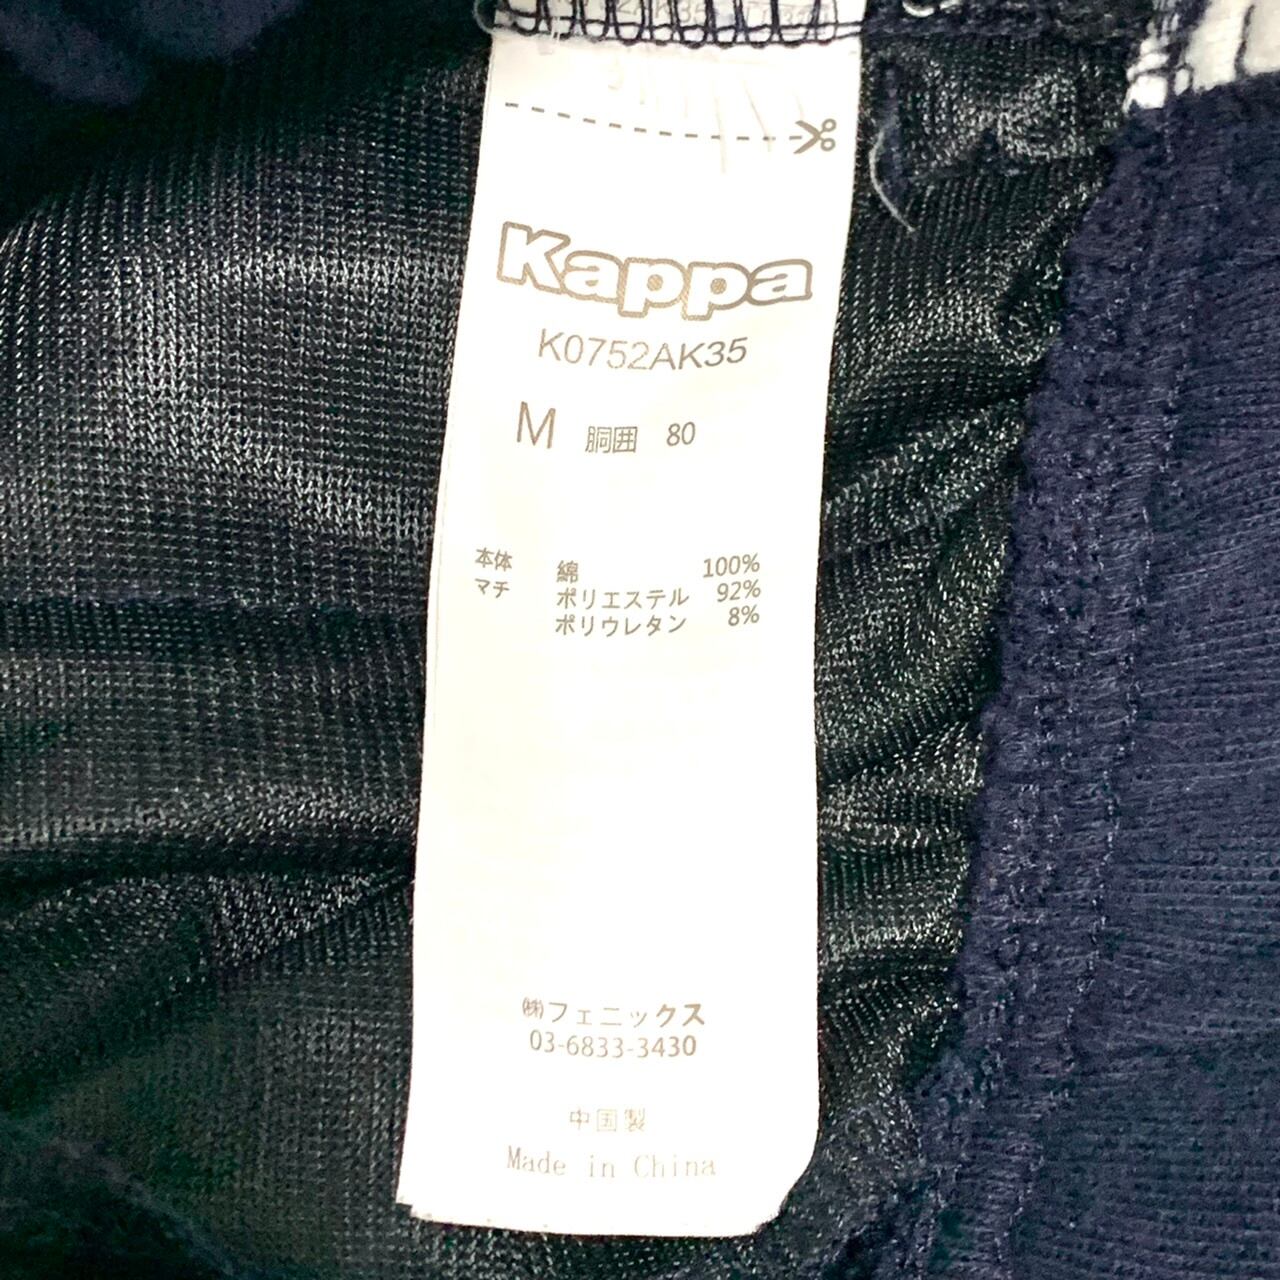 Kappa
K0752AK35
M 胴囲 80
本体 綿 100%
マチ ポリエステル 92%
ポリウレタン 8%
㈱フェニックス
03-6833-3430
中国製
Made in China